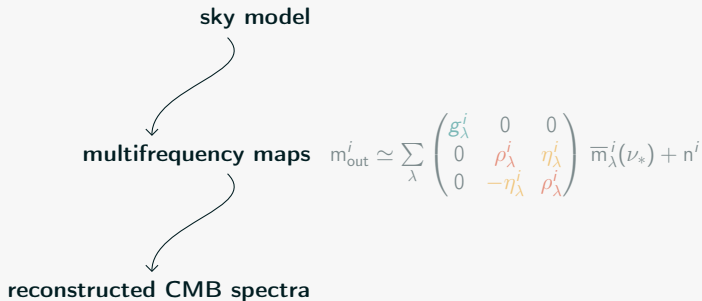 sky model
multifrequency maps m^i_out ≃ ∑_λ ( g^i_λ 0 0 ; 0 ρ^i_λ η^i_λ ; 0 −η^i_λ ρ^i_λ ) m̅^i_λ(ν_*) + n^i
reconstructed CMB spectra